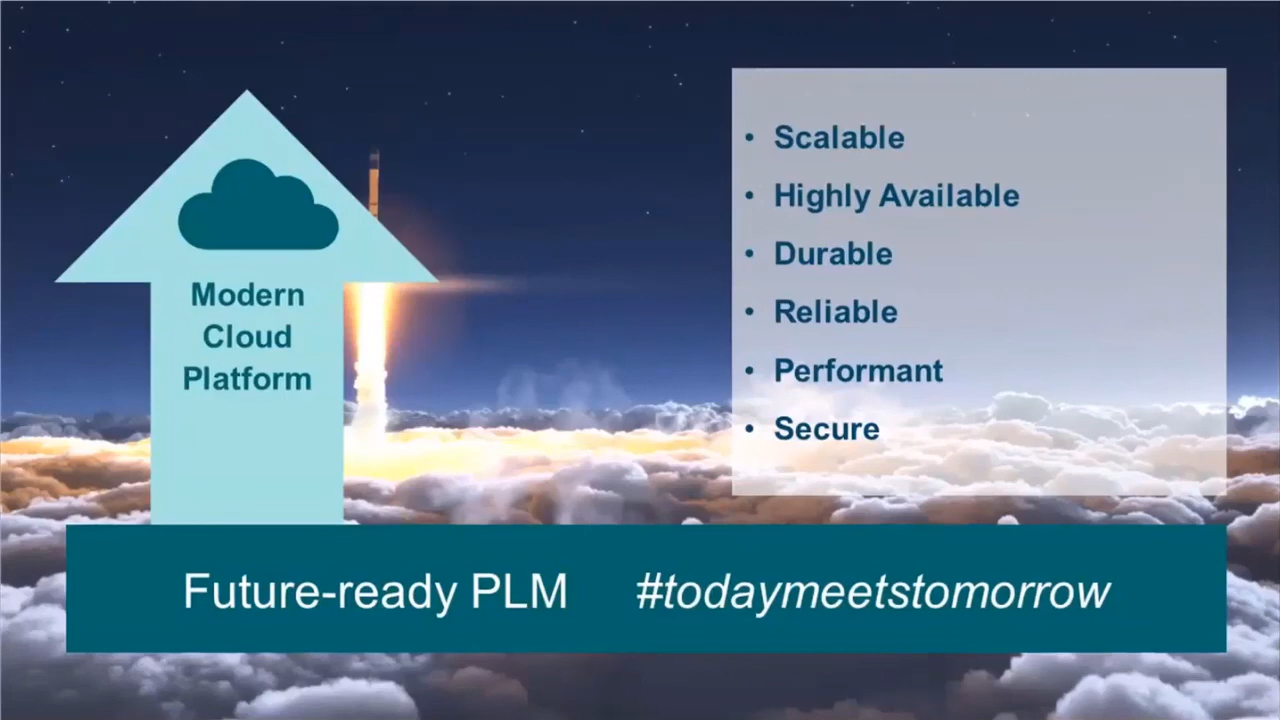 Modern
Cloud
Platform
• Scalable
• Highly Available
• Durable
• Reliable
• Performant
• Secure
Future-ready PLM #todaymeetstomorrow